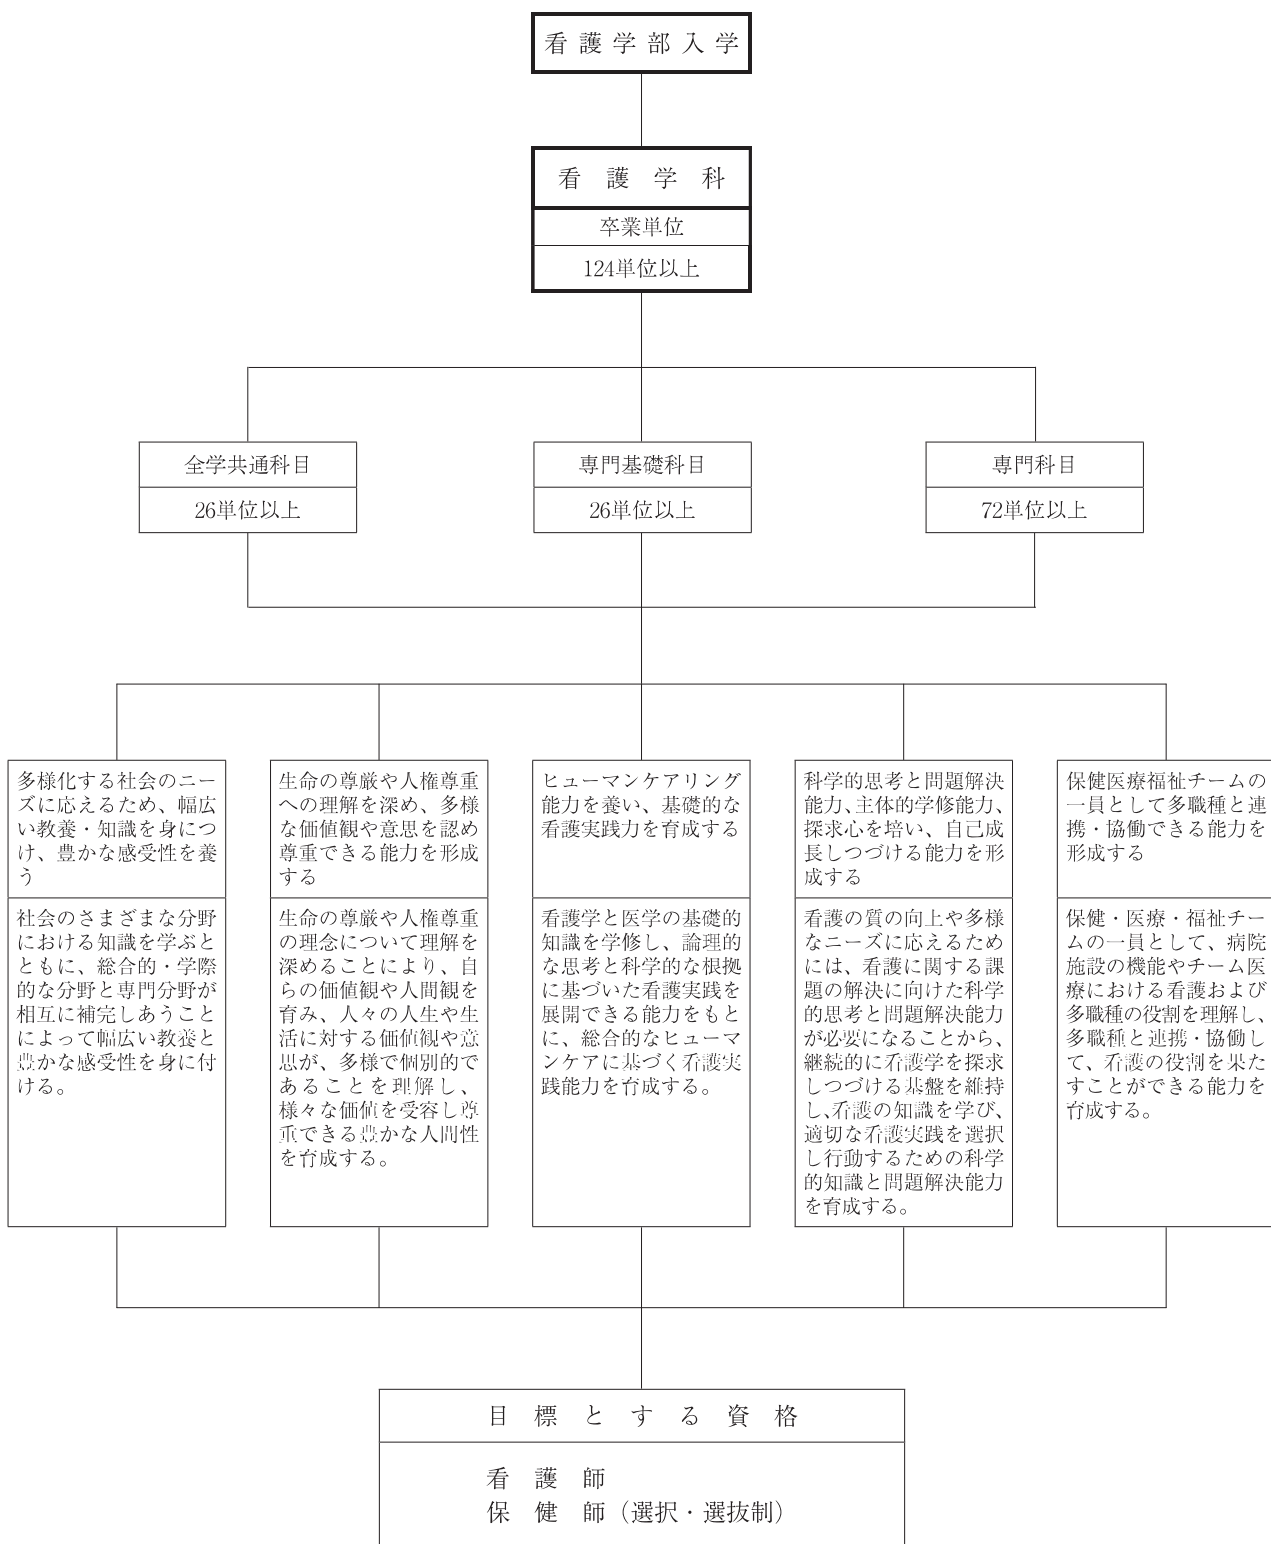 看護学部入学
看護学科
卒業単位
124単位以上
全学共通科目
26単位以上
専門基礎科目
26単位以上
専門科目
72単位以上
多様化する社会のニー
ズに応えるため、幅広
い教養・知識を身につ
け、豊かな感受性を養
う
社会のさまざまな分野
における知識を学ぶと
ともに、総合的・学際
的な分野と専門分野が
相互に補完しあうこと
によって幅広い教養と
豊かな感受性を身に付
ける。
生命の尊厳や人権尊重
への理解を深め、多様
な価値観や意思を認め
尊重できる能力を形成
する
生命の尊厳や人権尊重
の理念について理解を
深めることにより、自
らの価値観や人間観を
育み、人々の人生や生
活に対する価値観や意
思が、多様で個別的で
あることを理解し、
様々な価値を受容し尊
重できる豊かな人間性
を育成する。
ヒューマンケアリング
能力を養い、基礎的な
看護実践力を育成する
看護学と医学の基礎的
知識を学修し、論理的
な思考と科学的な根拠
に基づいた看護実践を
展開できる能力をもと
に、総合的なヒューマ
ンケアに基づく看護実
践能力を育成する。
科学的思考と問題解決
能力、主体的学修能力、
探求心を培い、自己成
長しつづける能力を形
成する
看護の質の向上や多様
なニーズに応えるため
には、看護に関する課
題の解決に向けた科学
的思考と問題解決能力
が必要になることから、
継続的に看護学を探求
しつづける基盤を維持
し、看護の知識を学び、
適切な看護実践を選択
し行動するための科学
的知識と問題解決能力
を育成する。
保健医療福祉チームの
一員として多職種と連
携・協働できる能力を
形成する
保健・医療・福祉チー
ムの一員として、病院
施設の機能やチーム医
療における看護および
多職種の役割を理解し、
多職種と連携・協働し
て、看護の役割を果た
すことができる能力を
育成する。
目標とする資格
看護師
保健師（選択・選抜制）